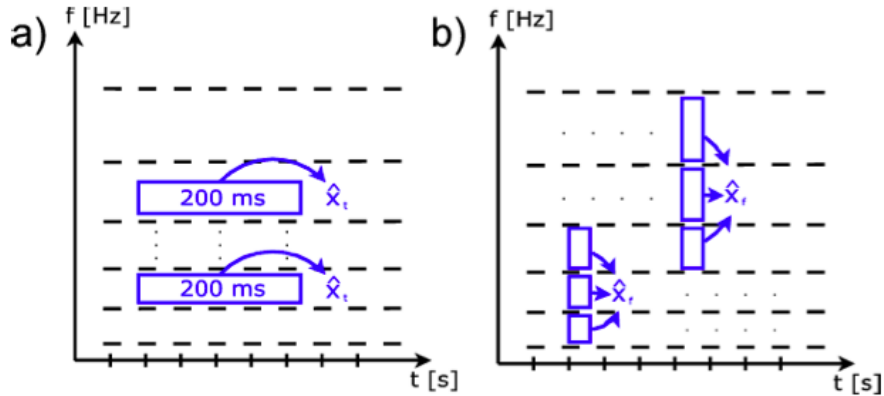 a)
f [Hz]
200 ms
x̂t
200 ms
x̂t
t [s]
b)
f [Hz]
x̂f
x̂f
t [s]